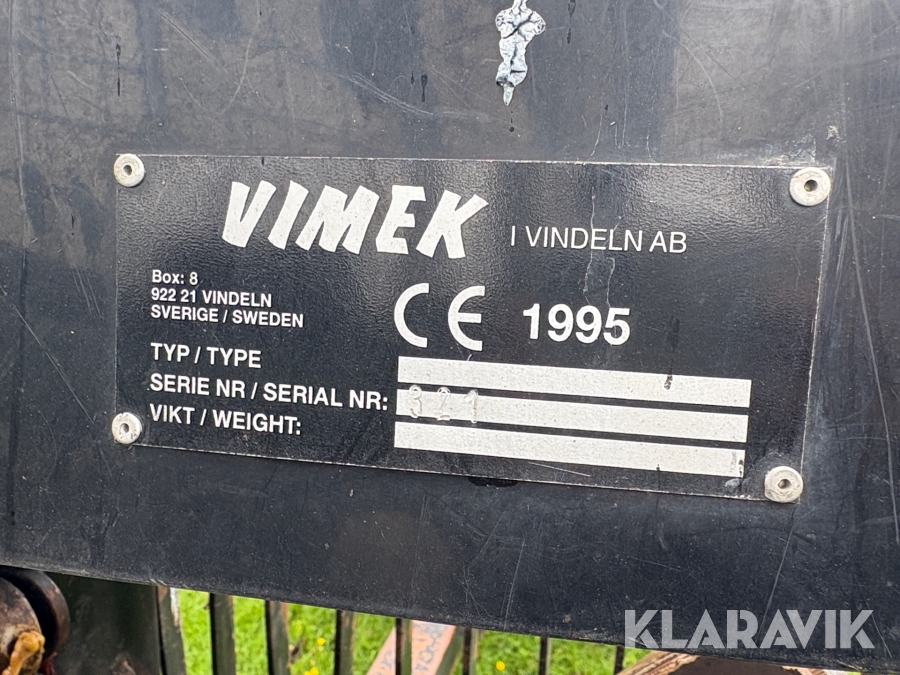 VIMEK I VINDELN AB
Box: 8
922 21 VINDELN
SVERIGE / SWEDEN
CE 1995
TYP / TYPE
SERIE NR / SERIAL NR: 321
VIKT / WEIGHT:
KLARAVIK